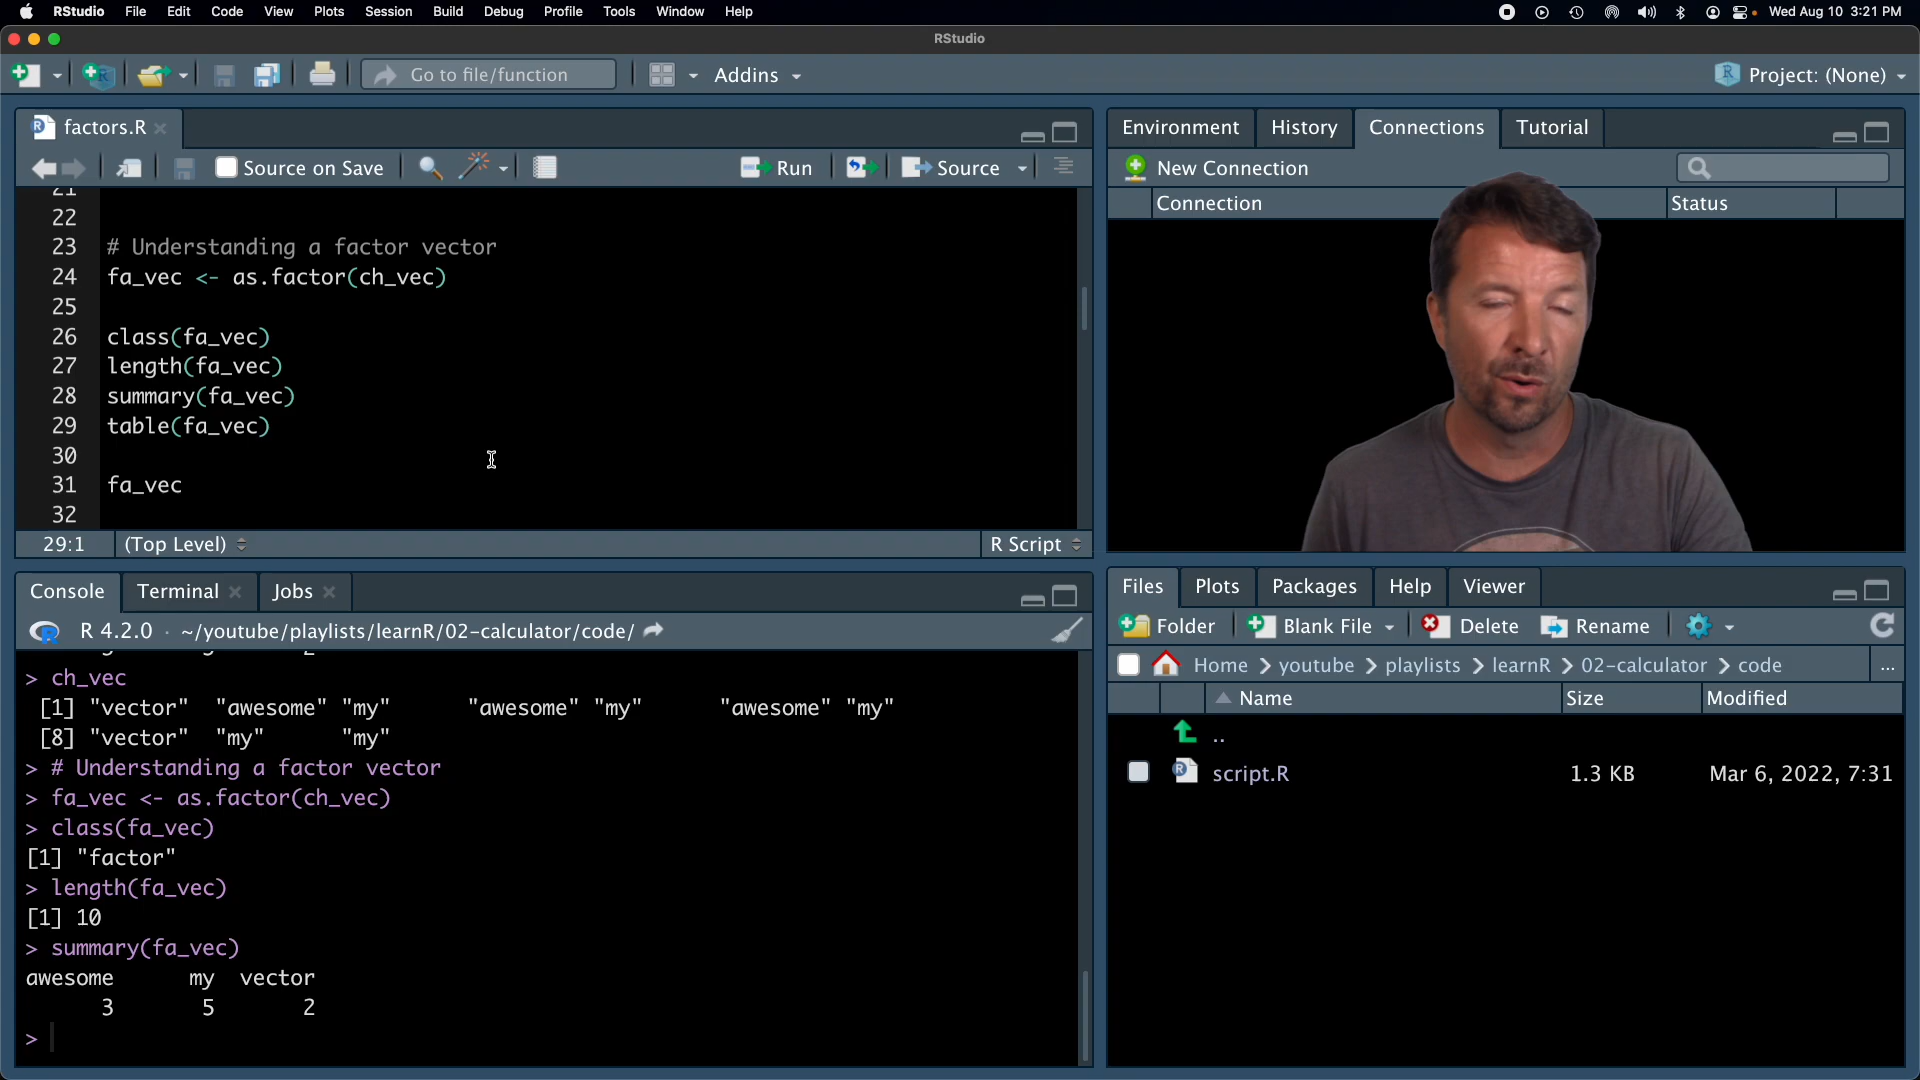 RStudio File Edit Code View Plots Session Build Debug Profile Tools Window Help Wed Aug 10 3:21 PM
RStudio
Go to file/function Addins Project: (None)
factors.R
Source on Save Run Source
21
22
23 # Understanding a factor vector
24 fa_vec <- as.factor(ch_vec)
25
26 class(fa_vec)
27 length(fa_vec)
28 summary(fa_vec)
29 table(fa_vec)
30
31 fa_vec
32
29:1 (Top Level) R Script
Console Terminal Jobs
R 4.2.0 · ~/youtube/playlists/learnR/02-calculator/code/
> ch_vec
[1] "vector" "awesome" "my" "awesome" "my" "awesome" "my"
[8] "vector" "my" "my"
> # Understanding a factor vector
> fa_vec <- as.factor(ch_vec)
> class(fa_vec)
[1] "factor"
> length(fa_vec)
[1] 10
> summary(fa_vec)
awesome my vector
3 5 2
>
Environment History Connections Tutorial
New Connection
Connection Status
Files Plots Packages Help Viewer
Folder Blank File Delete Rename
Home > youtube > playlists > learnR > 02-calculator > code ...
Name Size Modified
..
script.R 1.3 KB Mar 6, 2022, 7:31